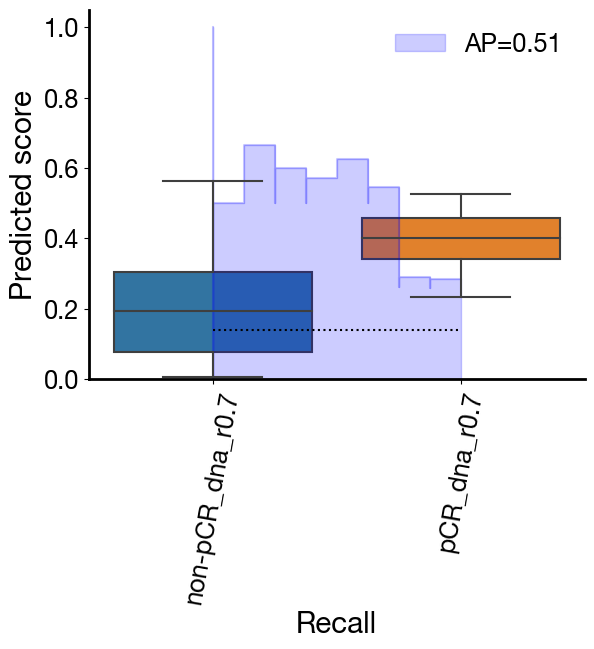 AP=0.51
Predicted score
1.0
0.8
0.6
0.4
0.2
0.0
non-pCR_dna_r0.7
pCR_dna_r0.7
Recall